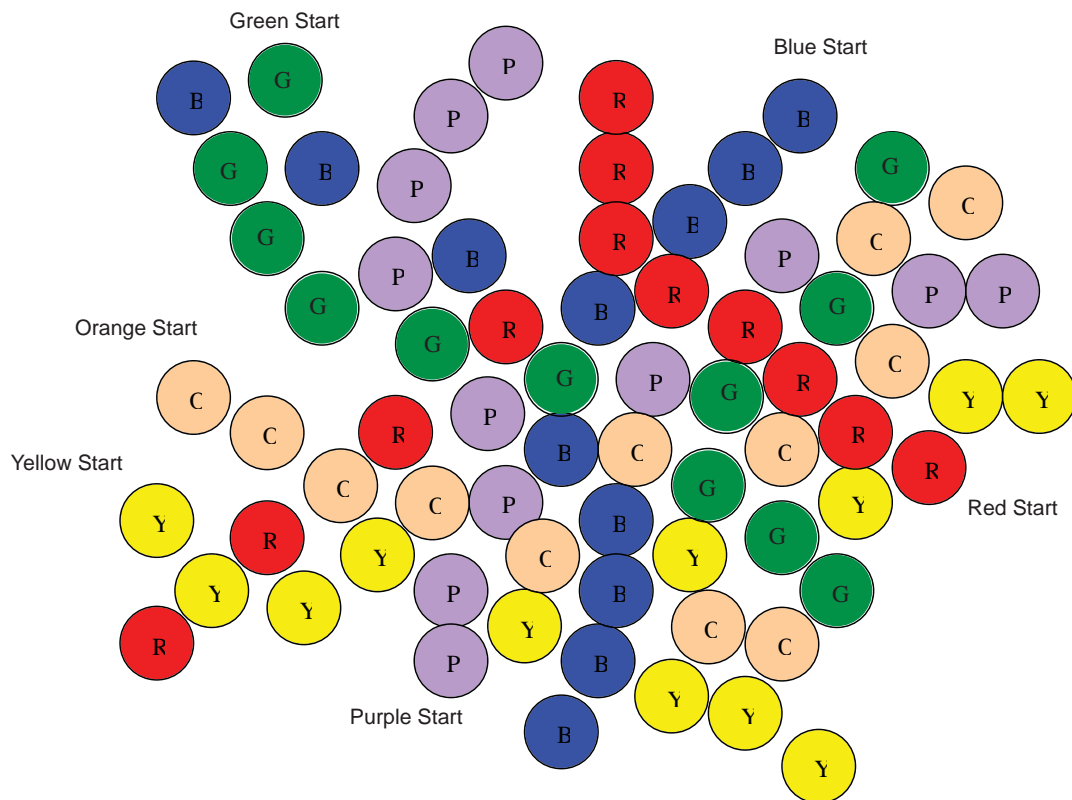 Green Start
Blue Start
P
G
B R
P B
G B R B G
P
C
B
G R C
B P
P
R P P
G B G
Orange Start R R
G
C
G P R
C G Y Y
P
C R R
B C C
Yellow Start R
C G
C P Y
Red Start
Y B
R G
Y C Y
Y P B G
Y
Y C
R C
P B
Y
Purple Start Y
B
Y